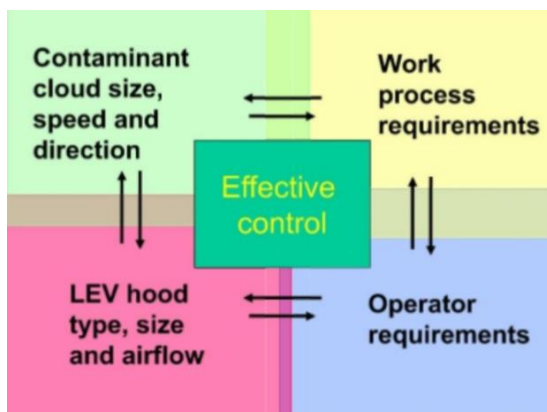 Contaminant
cloud size,
speed and
direction
Work
process
requirements
Effective
control
LEV hood
type, size
and airflow
Operator
requirements